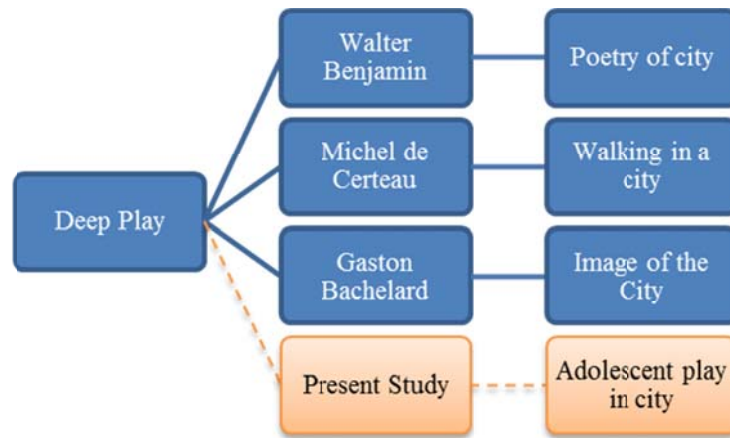 Deep Play
Walter
Benjamin
Poetry of city
Michel de
Certeau
Walking in a
city
Gaston
Bachelard
Image of the
City
Present Study
Adolescent play
in city